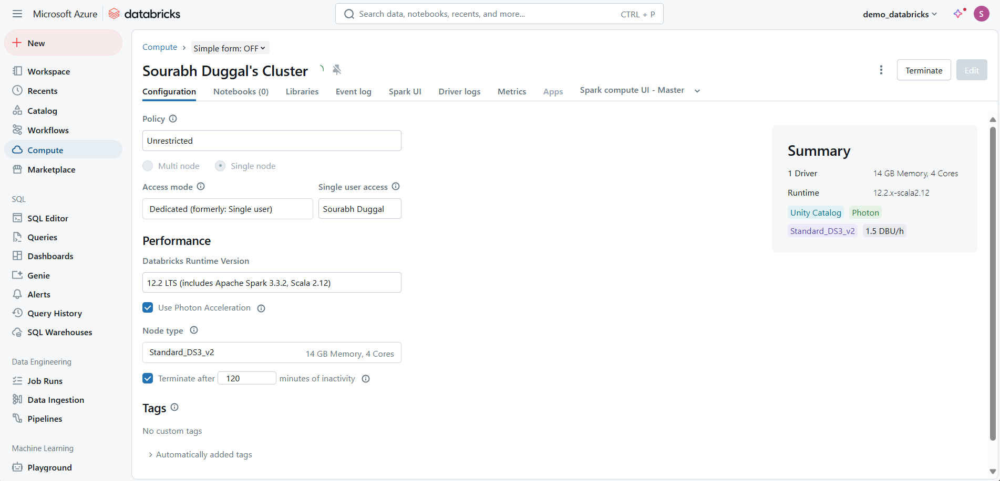 Microsoft Azure databricks
Search data, notebooks, recents, and more... CTRL + P
demo_databricks
S
New
Workspace
Recents
Catalog
Workflows
Compute
Marketplace
SQL
SQL Editor
Queries
Dashboards
Genie
Alerts
Query History
SQL Warehouses
Data Engineering
Job Runs
Data Ingestion
Pipelines
Machine Learning
Playground
Compute › Simple form: OFF
Sourabh Duggal's Cluster
Terminate Edit
Configuration Notebooks (0) Libraries Event log Spark UI Driver logs Metrics Apps Spark compute UI - Master
Policy
Unrestricted
Multi node Single node
Access mode Single user access
Dedicated (formerly: Single user) Sourabh Duggal
Performance
Databricks Runtime Version
12.2 LTS (includes Apache Spark 3.3.2, Scala 2.12)
Use Photon Acceleration
Node type
Standard_DS3_v2 14 GB Memory, 4 Cores
Terminate after 120 minutes of inactivity
Tags
No custom tags
Automatically added tags
Summary
1 Driver 14 GB Memory, 4 Cores
Runtime 12.2.x-scala2.12
Unity Catalog Photon
Standard_DS3_v2 1.5 DBU/h